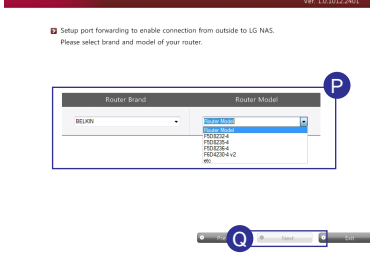 Ver. 1.0.1012.2401
Setup port forwarding to enable connection from outside to LG NAS.
Please select brand and model of your router.
P
Router Brand Router Model
BELKIN Router Model
Router Model
F5D8232-4
F5D8235-4
F5D8236-4
F6D4230-4 v2
etc
Q
Next Exit